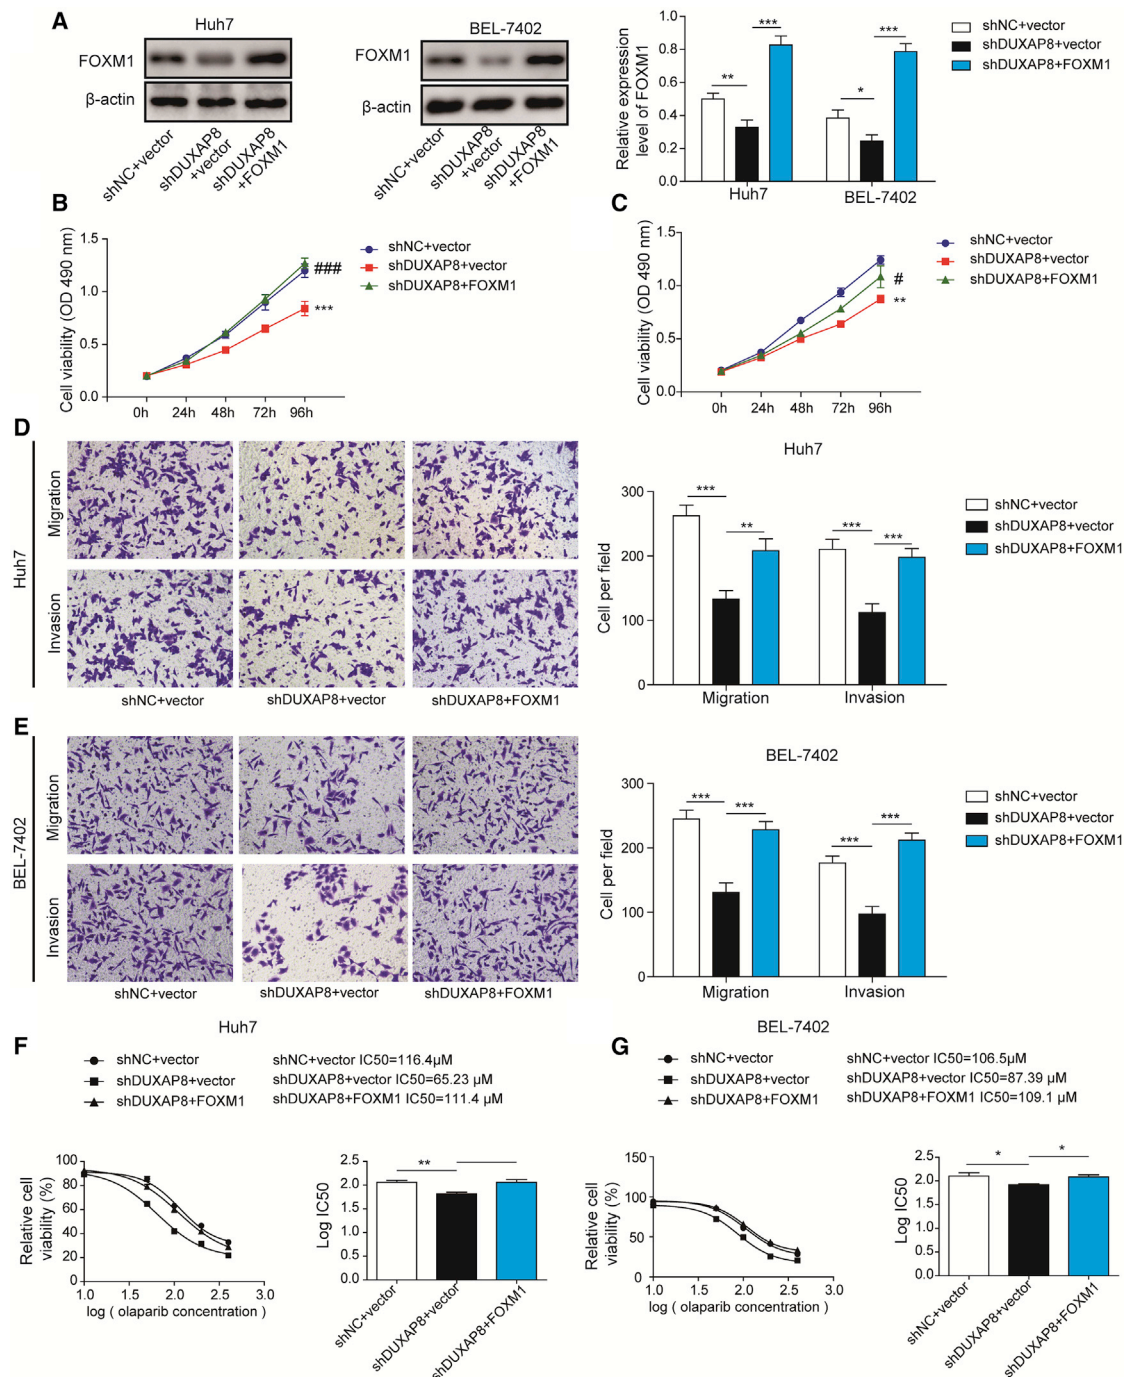 A
Huh7
FOXM1
β-actin
shNC+vector
shDUXAP8
+vector
shDUXAP8
+FOXM1
BEL-7402
FOXM1
β-actin
shNC+vector
shDUXAP8
+vector
shDUXAP8
+FOXM1
Relative expression
level of FOXM1
1.0
0.8
0.6
0.4
0.2
0.0
**
***
*
***
Huh7
BEL-7402
shNC+vector
shDUXAP8+vector
shDUXAP8+FOXM1
B
Cell viability (OD 490 nm)
1.5
1.0
0.5
0.0
0h 24h 48h 72h 96h
shNC+vector
shDUXAP8+vector
shDUXAP8+FOXM1
###
***
C
Cell viability (OD 490 nm)
1.5
1.0
0.5
0.0
0h 24h 48h 72h 96h
shNC+vector
shDUXAP8+vector
shDUXAP8+FOXM1
#
**
D
Huh7
Migration
Invasion
shNC+vector
shDUXAP8+vector
shDUXAP8+FOXM1
Huh7
Cell per field
300
200
100
0
***
**
***
***
Migration
Invasion
shNC+vector
shDUXAP8+vector
shDUXAP8+FOXM1
E
BEL-7402
Migration
Invasion
shNC+vector
shDUXAP8+vector
shDUXAP8+FOXM1
BEL-7402
Cell per field
300
200
100
0
***
***
***
***
Migration
Invasion
shNC+vector
shDUXAP8+vector
shDUXAP8+FOXM1
F
Huh7
shNC+vector
shDUXAP8+vector
shDUXAP8+FOXM1
shNC+vector IC50=116.4μM
shDUXAP8+vector IC50=65.23 μM
shDUXAP8+FOXM1 IC50=111.4 μM
Relative cell
viability (%)
100
80
60
40
20
0
1.0 1.5 2.0 2.5 3.0
log ( olaparib concentration )
Log IC50
2.5
2.0
1.5
1.0
0.5
0.0
**
shNC+vector
shDUXAP8+vector
shDUXAP8+FOXM1
G
BEL-7402
shNC+vector
shDUXAP8+vector
shDUXAP8+FOXM1
shNC+vector IC50=106.5μM
shDUXAP8+vector IC50=87.39 μM
shDUXAP8+FOXM1 IC50=109.1 μM
Relative cell
viability (%)
150
100
50
0
1.0 1.5 2.0 2.5 3.0
log ( olaparib concentration )
Log IC50
2.5
2.0
1.5
1.0
0.5
0.0
*
*
shNC+vector
shDUXAP8+vector
shDUXAP8+FOXM1